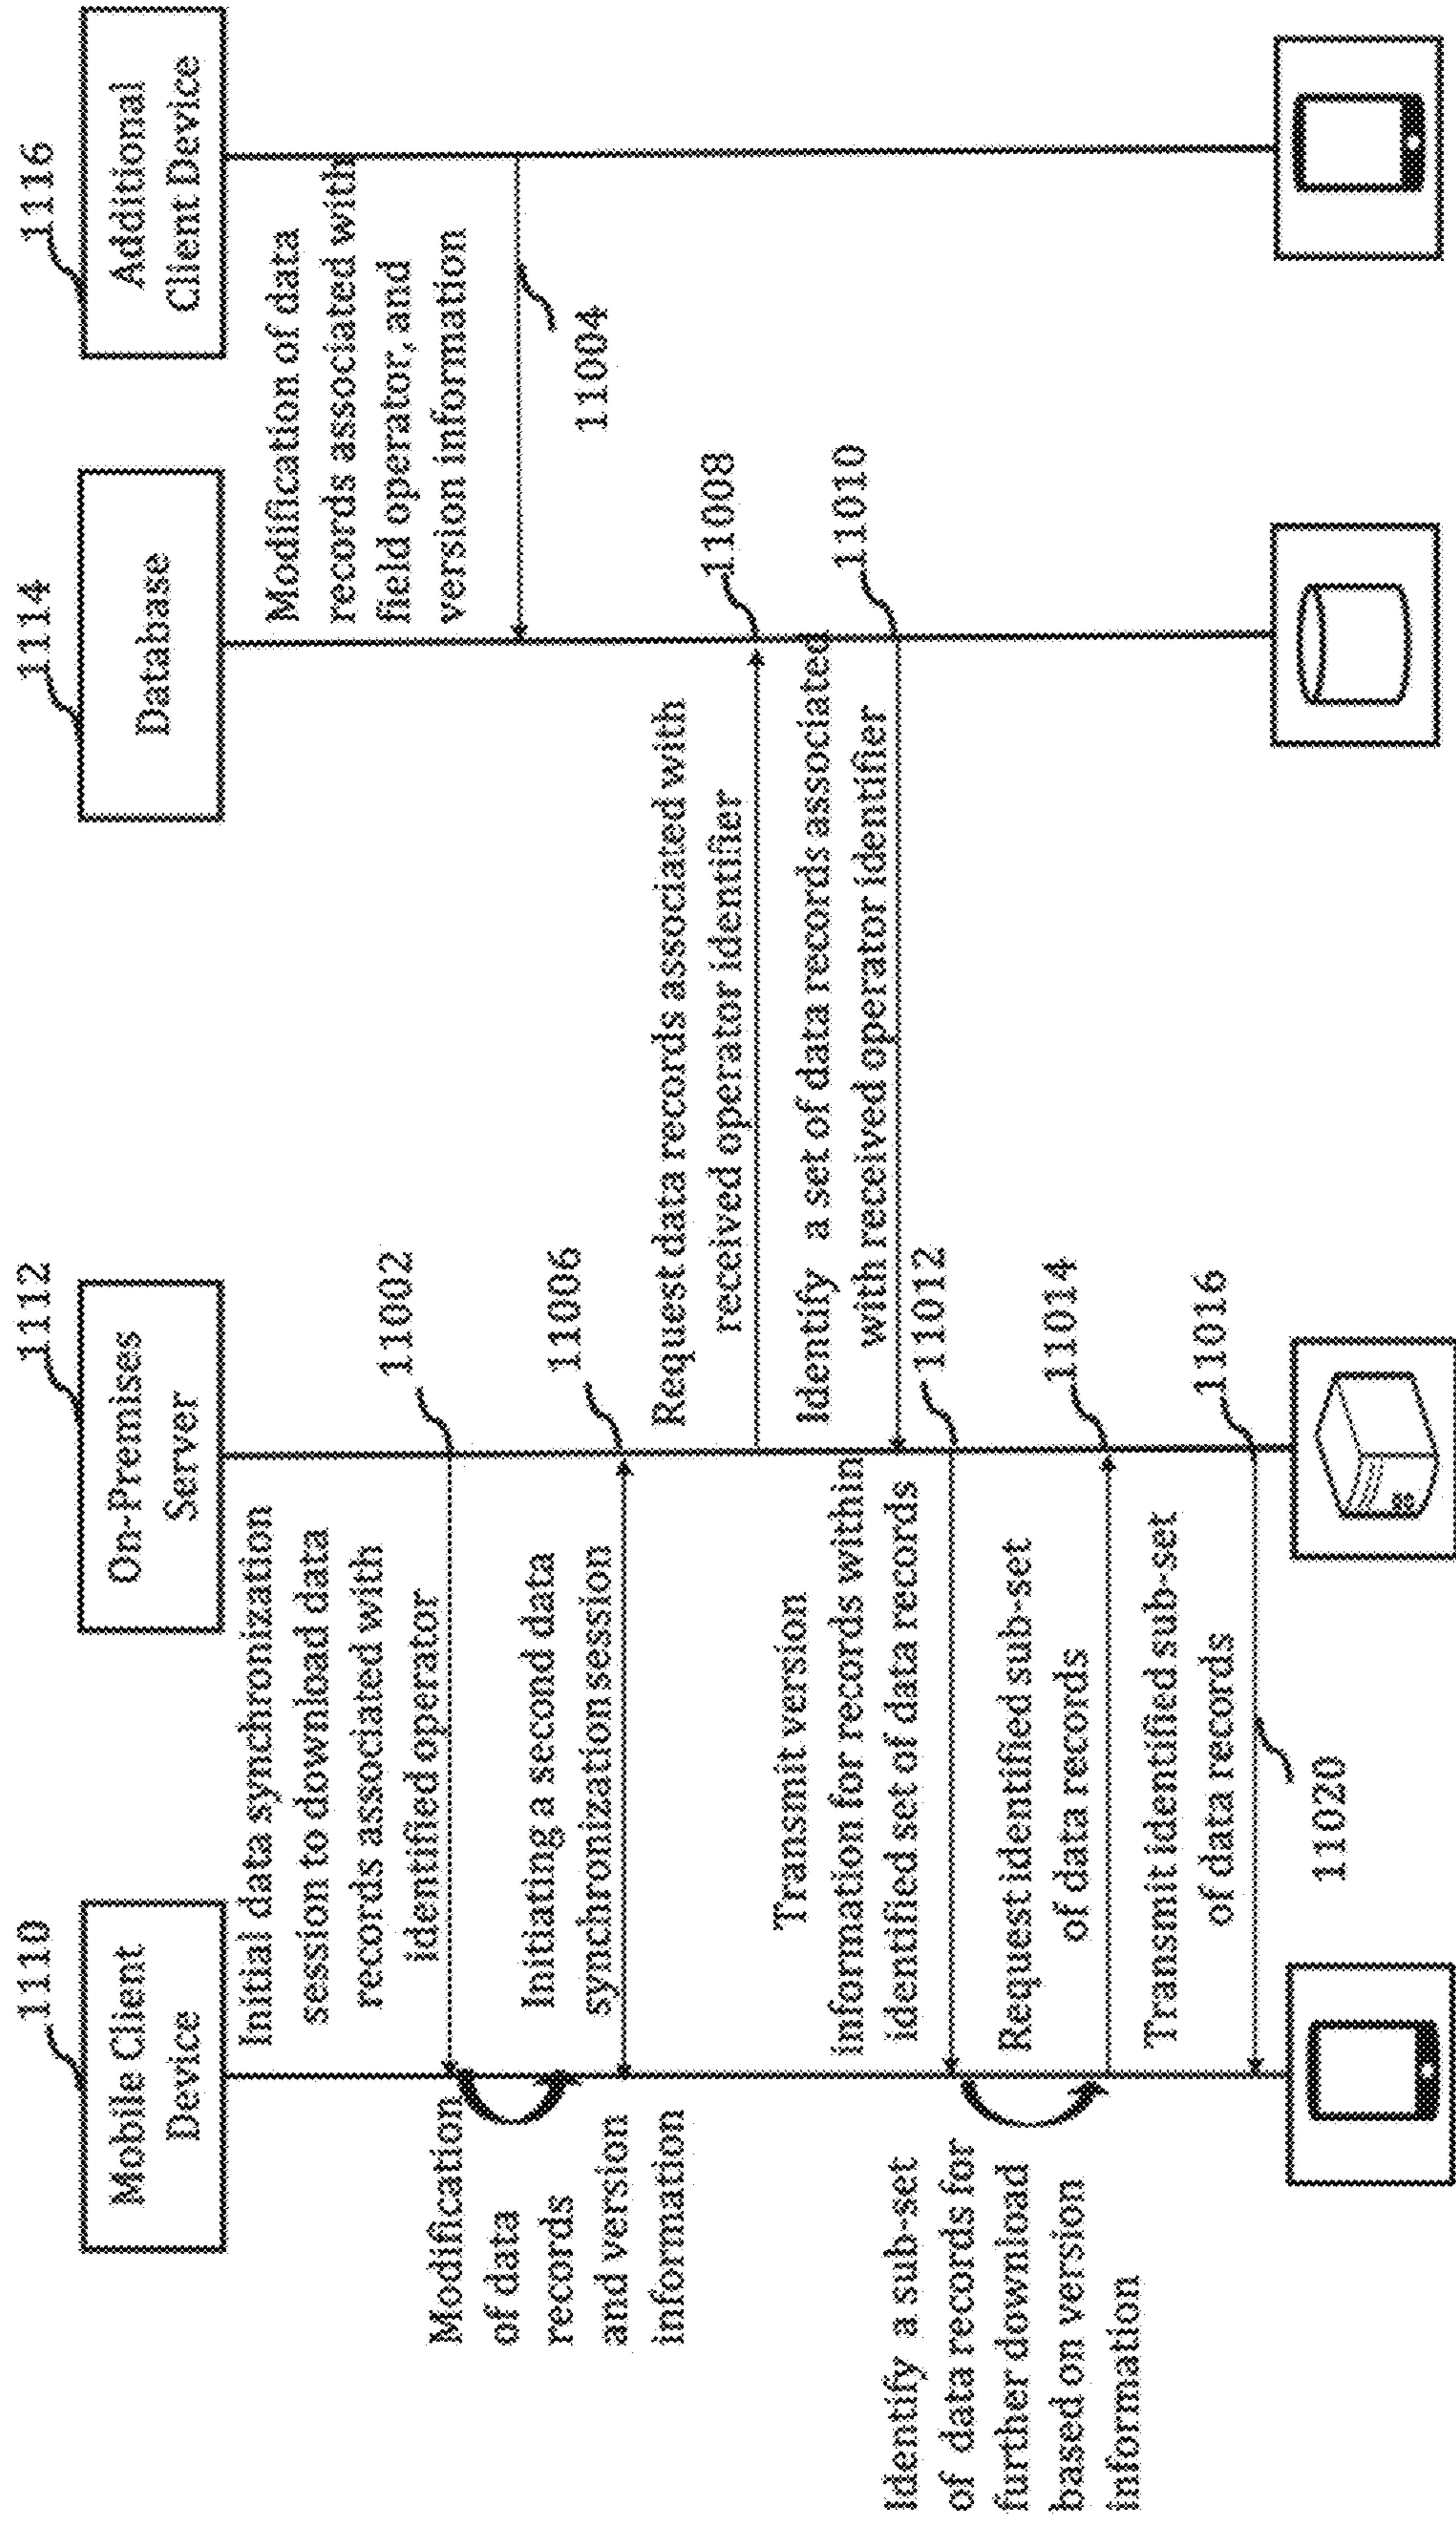 1110
Mobile Client
Device
1112
On-Premises
Server
1114
Database
1116
Additional
Client Device
Initial data synchronization
session to download data
records associated with
identified operator
11002
Modification of data
records associated with
field operator, and
version information
11004
Modification
of data
records
and version
information
Initiating a second data
synchronization session
11006
Request data records associated with
received operator identifier
11008
Identify a set of data records associated
with received operator identifier
11010
Transmit version
information for records within
identified set of data records
11012
Identify a sub-set
of data records for
further download
based on version
information
Request identified sub-set
of data records
11014
Transmit identified sub-set
of data records
11016
11020